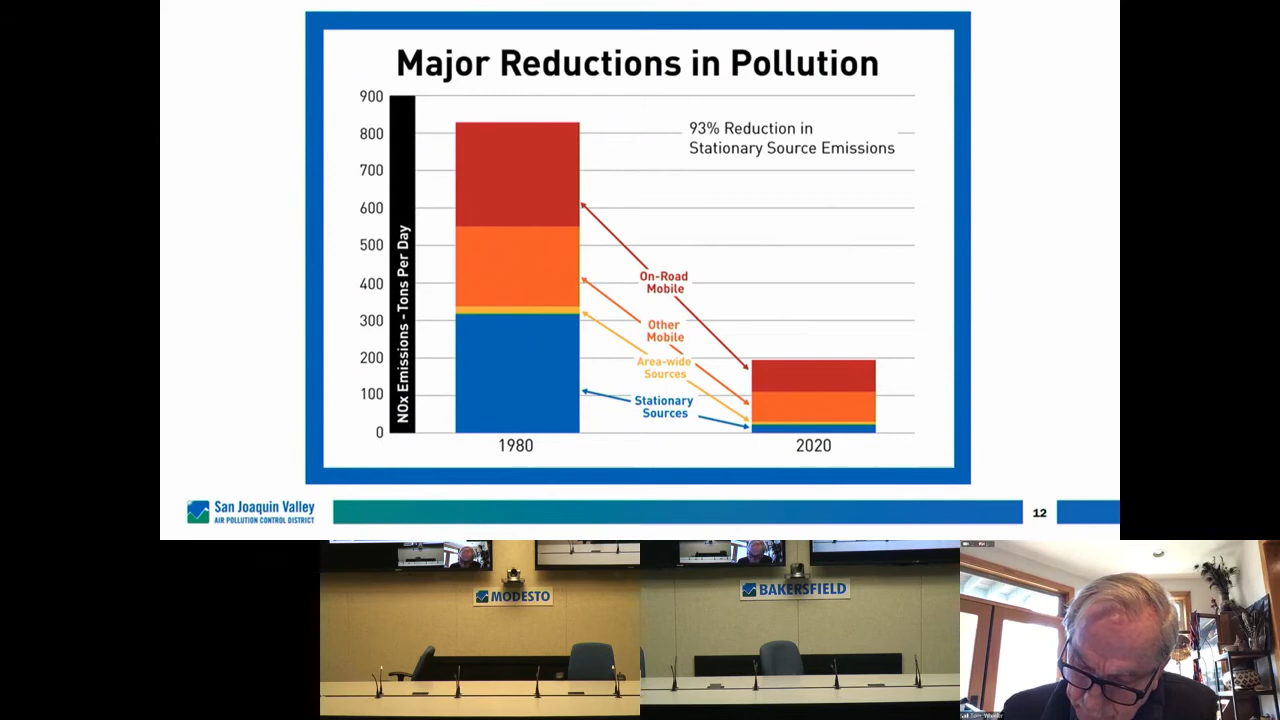 Major Reductions in Pollution
900
800
700
600
500
400
300
200
100
0
NOx Emissions - Tons Per Day
93% Reduction in
Stationary Source Emissions
On-Road
Mobile
Other
Mobile
Area-wide
Sources
Stationary
Sources
1980
2020
San Joaquin Valley
AIR POLLUTION CONTROL DISTRICT
12
MODESTO
BAKERSFIELD